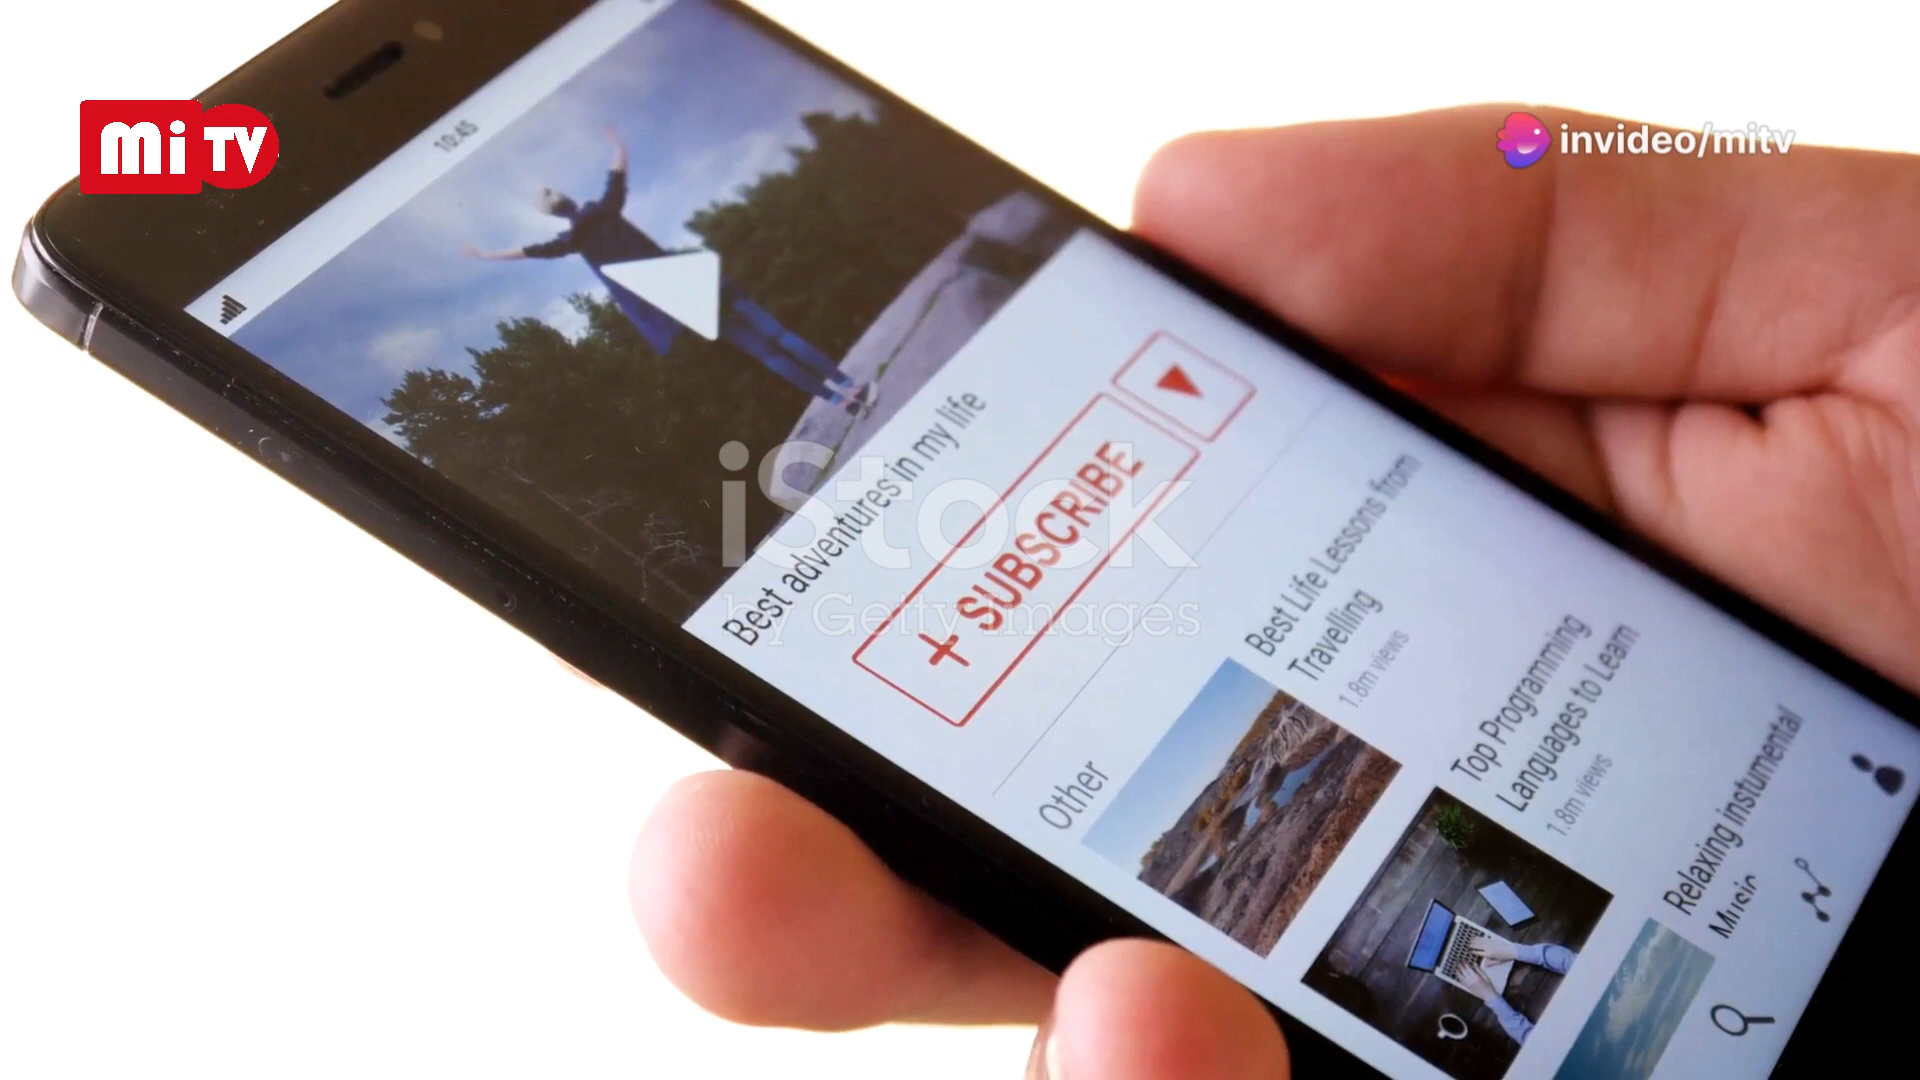 mi TV
invideo/mitv
10:45
Best adventures in my life
+ SUBSCRIBE
iStock
by Getty Images
Other
Best Life Lessons from
Travelling
1.8m views
Top Programming
Languages to Learn
1.8m views
Relaxing instumental
Music